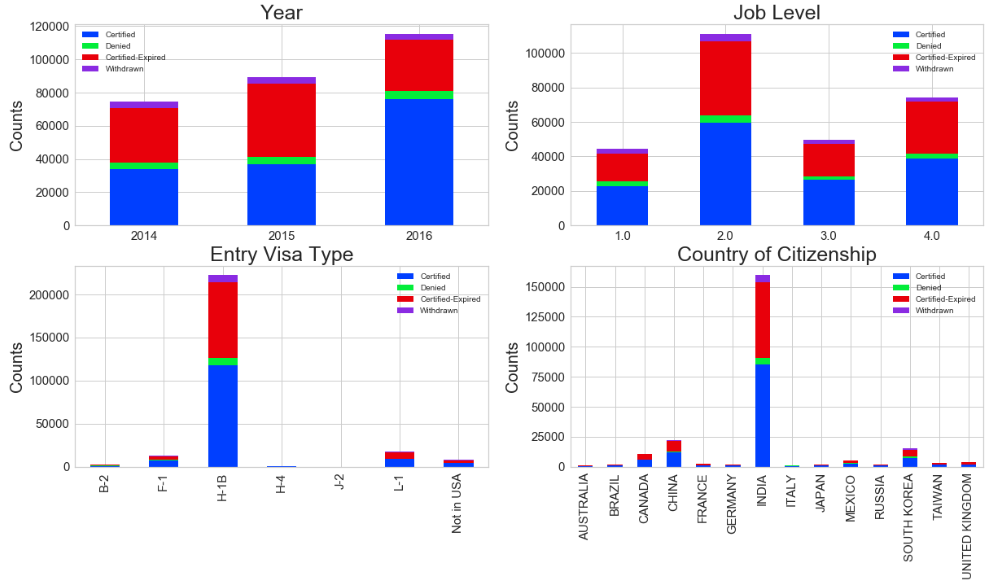 Year
Counts
120000
100000
80000
60000
40000
20000
0
Certified
Denied
Certified-Expired
Withdrawn
2014 2015 2016
Job Level
Counts
100000
80000
60000
40000
20000
0
Certified
Denied
Certified-Expired
Withdrawn
1.0 2.0 3.0 4.0
Entry Visa Type
Counts
200000
150000
100000
50000
0
Certified
Denied
Certified-Expired
Withdrawn
B-2
F-1
H-1B
H-4
J-2
L-1
Not in USA
Country of Citizenship
Counts
150000
125000
100000
75000
50000
25000
0
Certified
Denied
Certified-Expired
Withdrawn
AUSTRALIA
BRAZIL
CANADA
CHINA
FRANCE
GERMANY
INDIA
ITALY
JAPAN
MEXICO
RUSSIA
SOUTH KOREA
TAIWAN
UNITED KINGDOM